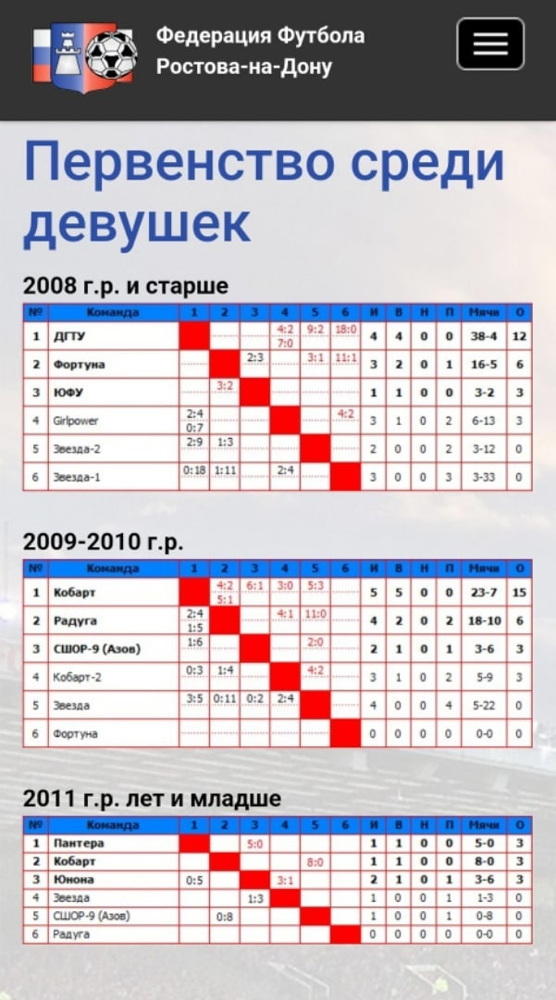 Федерация Футбола
Ростова-на-Дону
Первенство среди
девушек
2008 г.р. и старше
№ Команда 1 2 3 4 5 6 И В Н П Мячи О
1 ДГТУ 4:2 7:0 9:2 18:0 4 4 0 0 38-4 12
2 Фортуна 2:3 3:1 11:1 3 2 0 1 16-5 6
3 ЮФУ 3:2 1 1 0 0 3-2 3
4 Girlpower 2:4 0:7 4:2 3 1 0 2 6-13 3
5 Звезда-2 2:9 1:3 2 0 0 2 3-12 0
6 Звезда-1 0:18 1:11 2:4 3 0 0 3 3-33 0
2009-2010 г.р.
№ Команда 1 2 3 4 5 6 И В Н П Мячи О
1 Кобарт 4:2 5:1 6:1 3:0 5:3 5 5 0 0 23-7 15
2 Радуга 2:4 1:5 4:1 11:0 4 2 0 2 18-10 6
3 СШОР-9 (Азов) 1:6 2:0 2 1 0 1 3-6 3
4 Кобарт-2 0:3 1:4 4:2 3 1 0 2 5-9 3
5 Звезда 3:5 0:11 0:2 2:4 4 0 0 4 5-22 0
6 Фортуна 0 0 0 0 0-0 0
2011 г.р. лет и младше
№ Команда 1 2 3 4 5 6 И В Н П Мячи О
1 Пантера 5:0 1 1 0 0 5-0 3
2 Кобарт 8:0 1 1 0 0 8-0 3
3 Юнона 0:5 3:1 2 1 0 1 3-6 3
4 Звезда 1:3 1 0 0 1 1-3 0
5 СШОР-9 (Азов) 0:8 1 0 0 1 0-8 0
6 Радуга 0 0 0 0 0-0 0